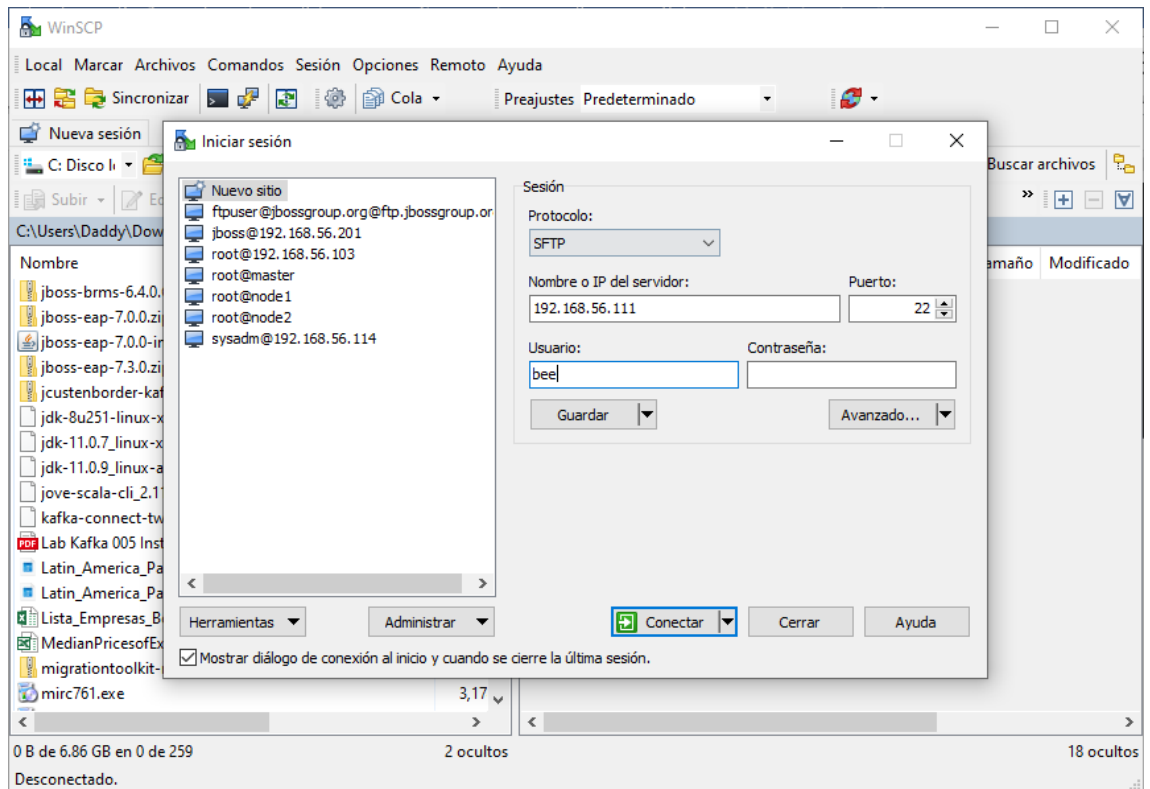 WinSCP
Local Marcar Archivos Comandos Sesión Opciones Remoto Ayuda
Sincronizar Cola Preajustes Predeterminado
Nueva sesión
C: Disco l Buscar archivos
Subir Ed
C:\Users\Daddy\Dow
Nombre amaño Modificado
jboss-brms-6.4.0.
jboss-eap-7.0.0.zi
jboss-eap-7.0.0-in
jboss-eap-7.3.0.zi
jcustenborder-kaf
jdk-8u251-linux-x
jdk-11.0.7_linux-x
jdk-11.0.9_linux-a
jove-scala-cli_2.1
kafka-connect-tw
PDF Lab Kafka 005 Inst
Latin_America_Pa
Latin_America_Pa
Lista_Empresas_B
MedianPricesofEx
migrationtoolkit-
mirc761.exe 3,17
Iniciar sesión
Nuevo sitio
ftpuser@jbossgroup.org@ftp.jbossgroup.or
jboss@192.168.56.201
root@192.168.56.103
root@master
root@node1
root@node2
sysadm@192.168.56.114
Sesión
Protocolo:
SFTP
Nombre o IP del servidor: Puerto:
192.168.56.111 22
Usuario: Contraseña:
bee
Guardar Avanzado...
Herramientas Administrar Conectar Cerrar Ayuda
Mostrar diálogo de conexión al inicio y cuando se cierre la última sesión.
0 B de 6.86 GB en 0 de 259 2 ocultos 18 ocultos
Desconectado.